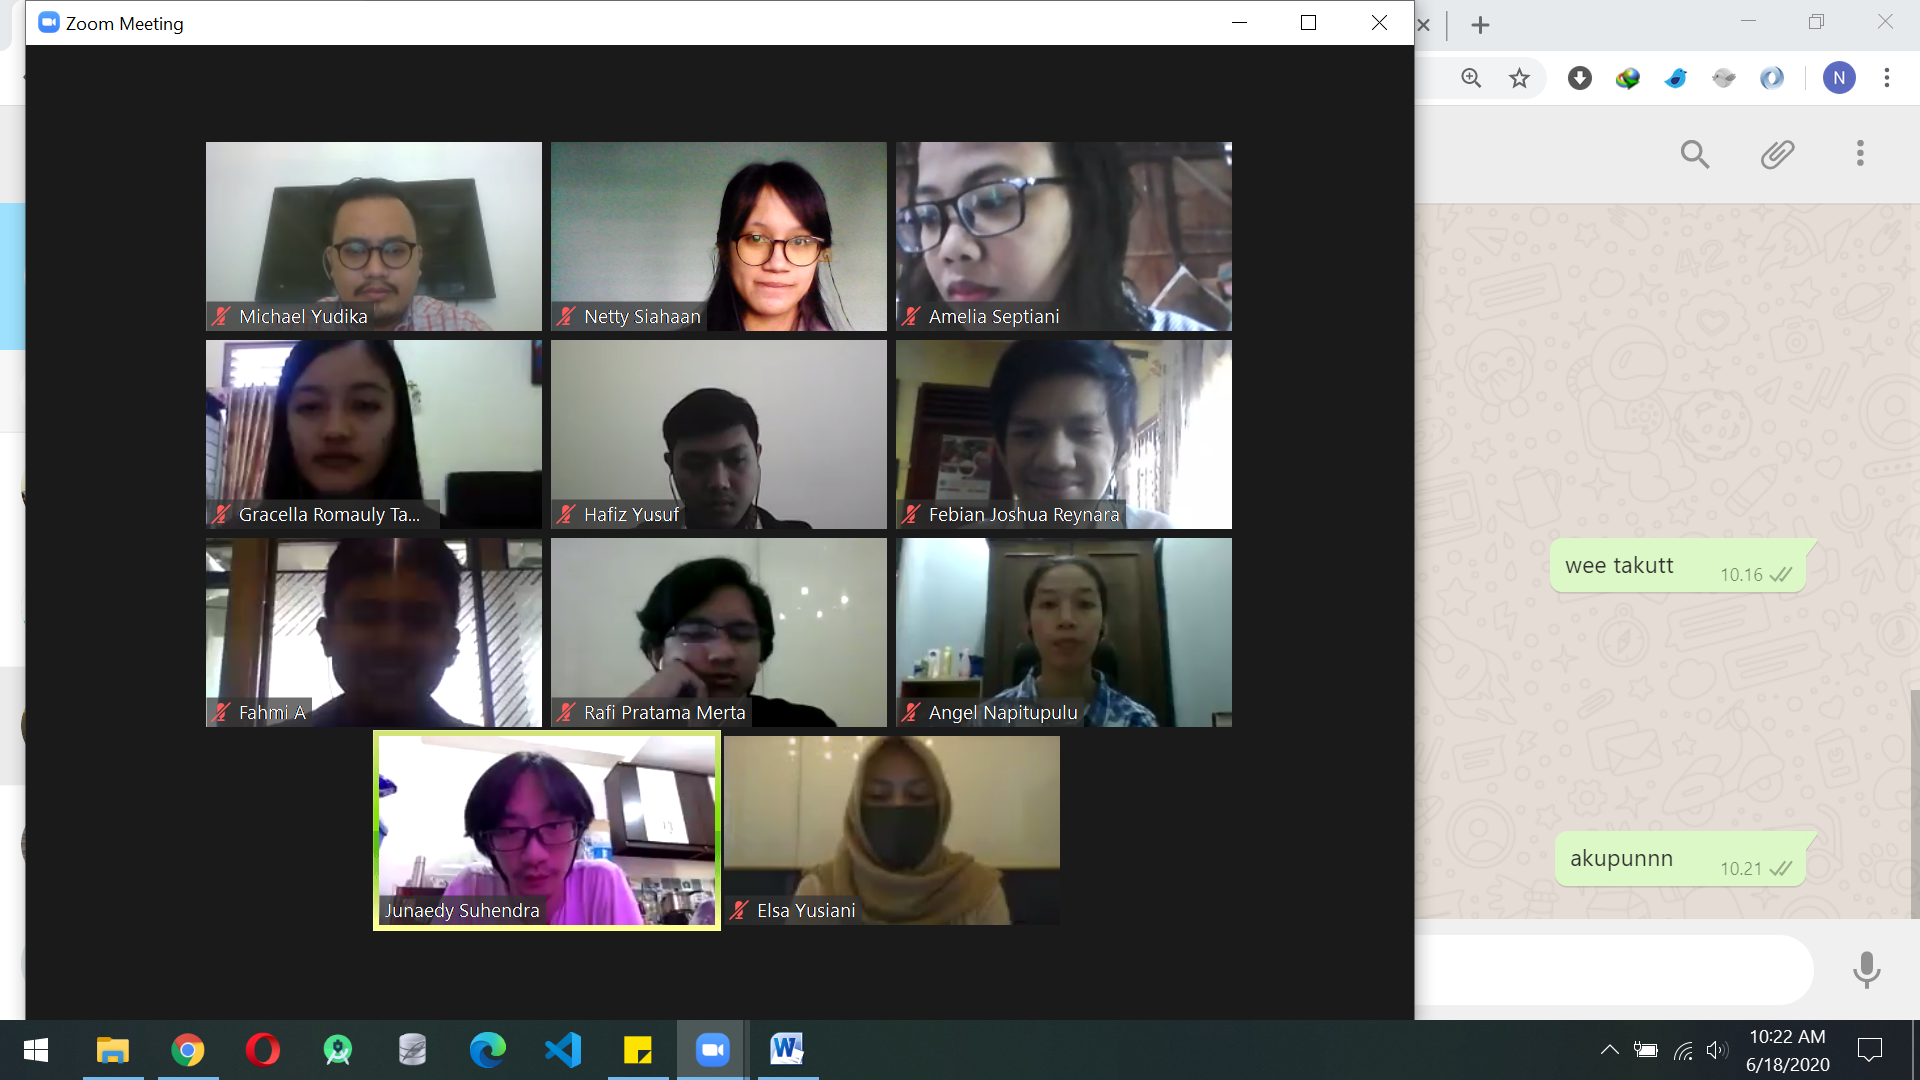 Zoom Meeting
N
Michael Yudika
Netty Siahaan
Amelia Septiani
Gracella Romauly Ta...
Hafiz Yusuf
Febian Joshua Reynara
Fahmi A
Rafi Pratama Merta
Angel Napitupulu
Junaedy Suhendra
Elsa Yusiani
wee takutt 10.16
akupunnn 10.21
10:22 AM
6/18/2020